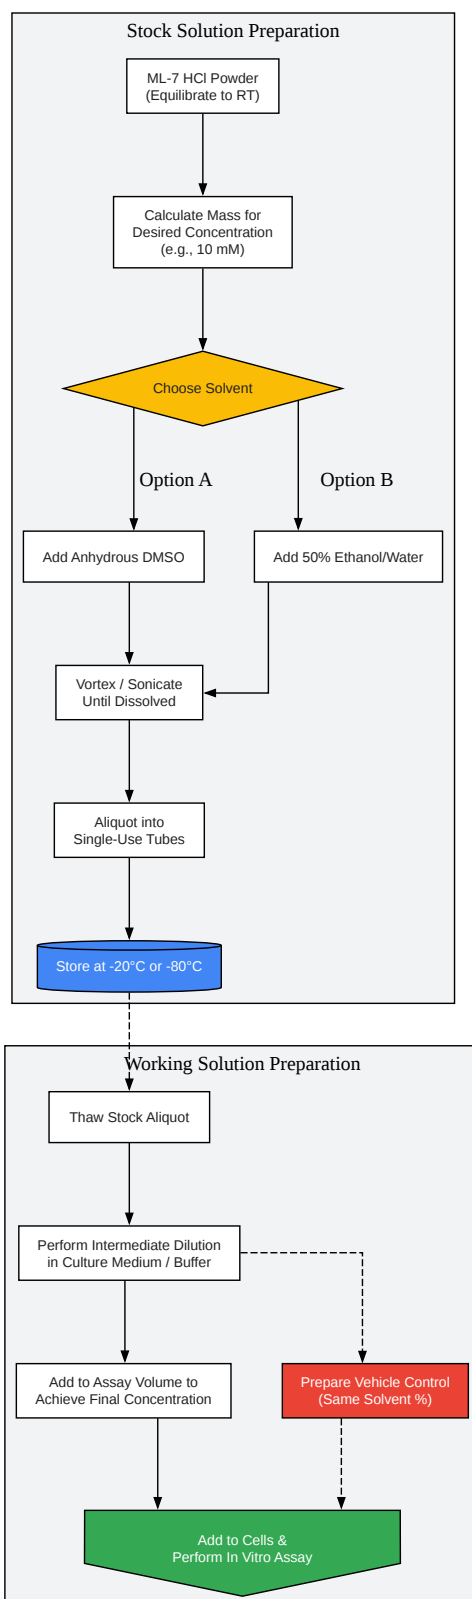 Stock Solution Preparation
ML-7 HCl Powder
(Equilibrate to RT)
Calculate Mass for
Desired Concentration
(e.g., 10 mM)
Choose Solvent
Option A
Option B
Add Anhydrous DMSO
Add 50% Ethanol/Water
Vortex / Sonicate
Until Dissolved
Aliquot into
Single-Use Tubes
Store at -20°C or -80°C
Working Solution Preparation
Thaw Stock Aliquot
Perform Intermediate Dilution
in Culture Medium / Buffer
Add to Assay Volume to
Achieve Final Concentration
Prepare Vehicle Control
(Same Solvent %)
Add to Cells &
Perform In Vitro Assay